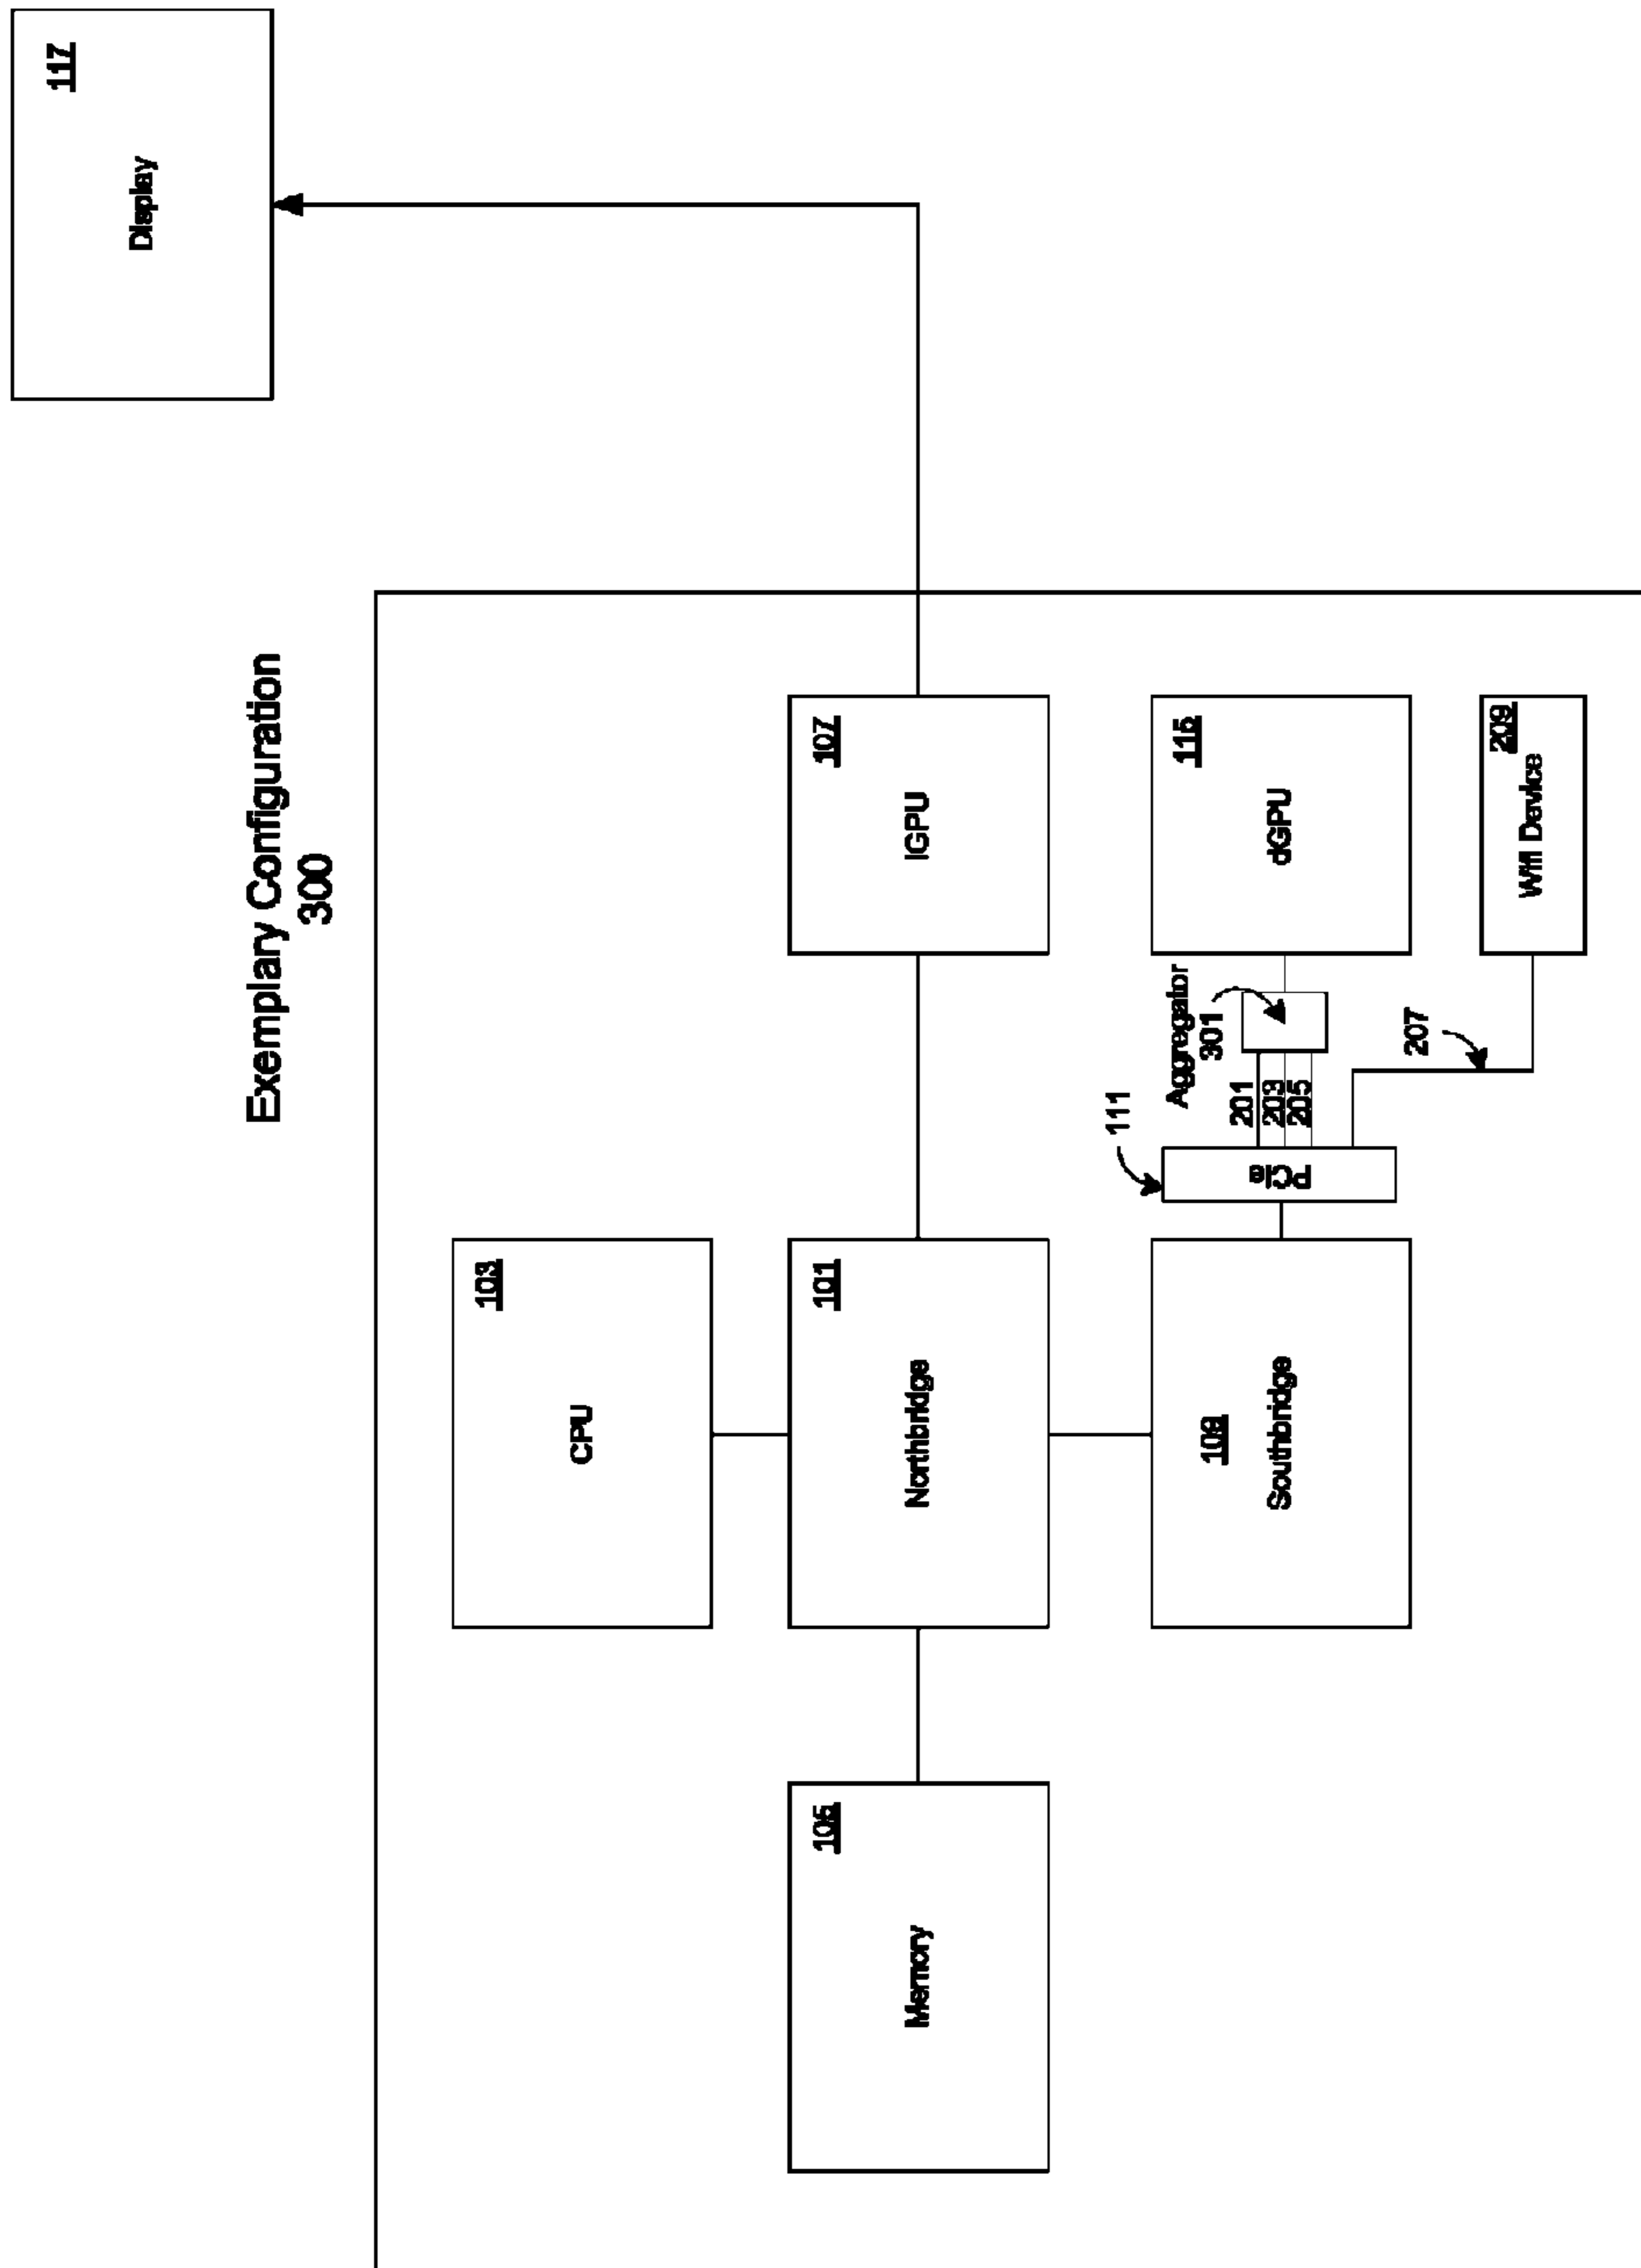 117
Display
Exemplary Configuration
300
103
CPU
105
Memory
101
Northbridge
107
iGPU
109
Southbridge
111
PCIe
Aggregator
301
201
203
205
115
dGPU
207
209
Wifi Device